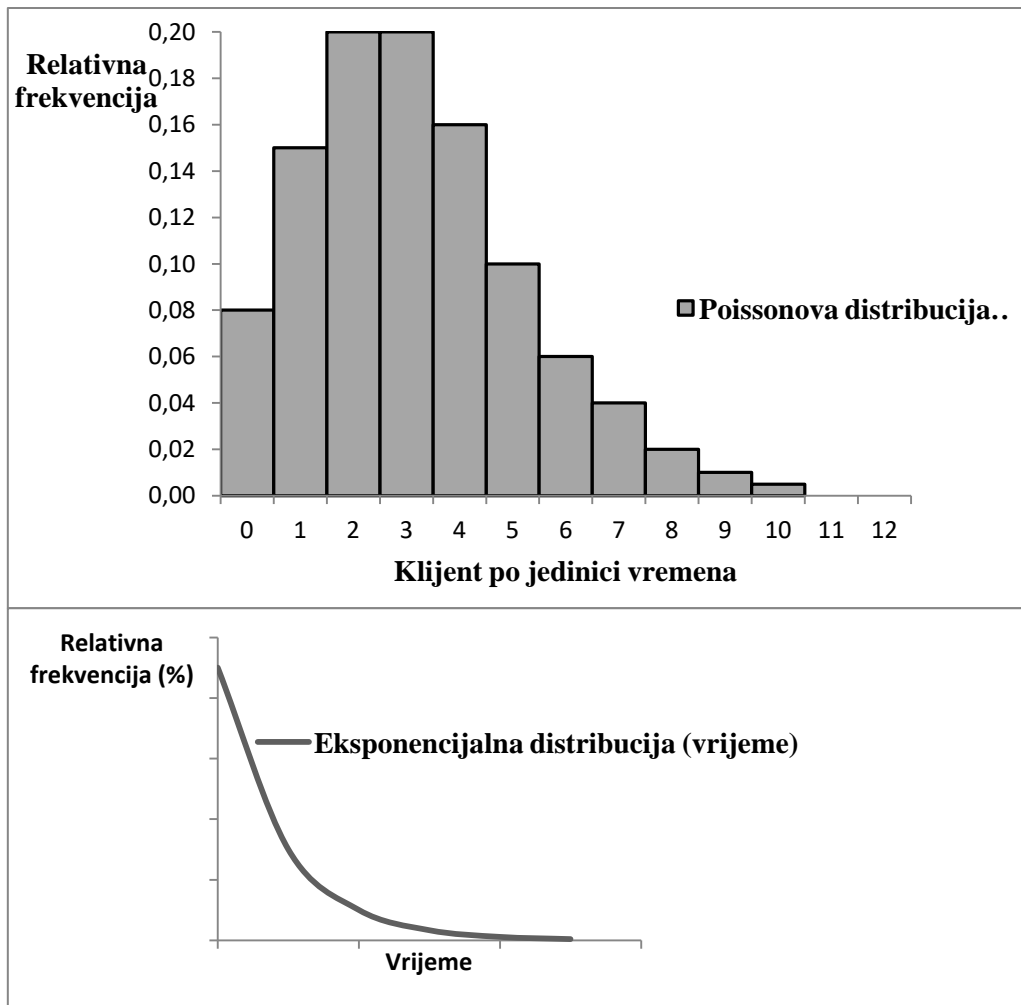 Relativna
frekvencija
0,20
0,18
0,16
0,14
0,12
0,10
0,08
0,06
0,04
0,02
0,00
0 1 2 3 4 5 6 7 8 9 10 11 12
Klijent po jedinici vremena
Poissonova distribucija..
Relativna
frekvencija (%)
Eksponencijalna distribucija (vrijeme)
Vrijeme